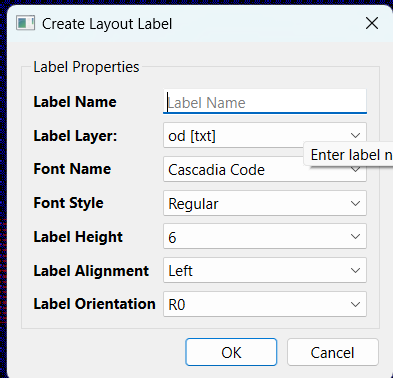 Create Layout Label
Label Properties
Label Name
Label Name
Label Layer:
od [txt]
Enter label n
Font Name
Cascadia Code
Font Style
Regular
Label Height
6
Label Alignment
Left
Label Orientation
R0
OK
Cancel